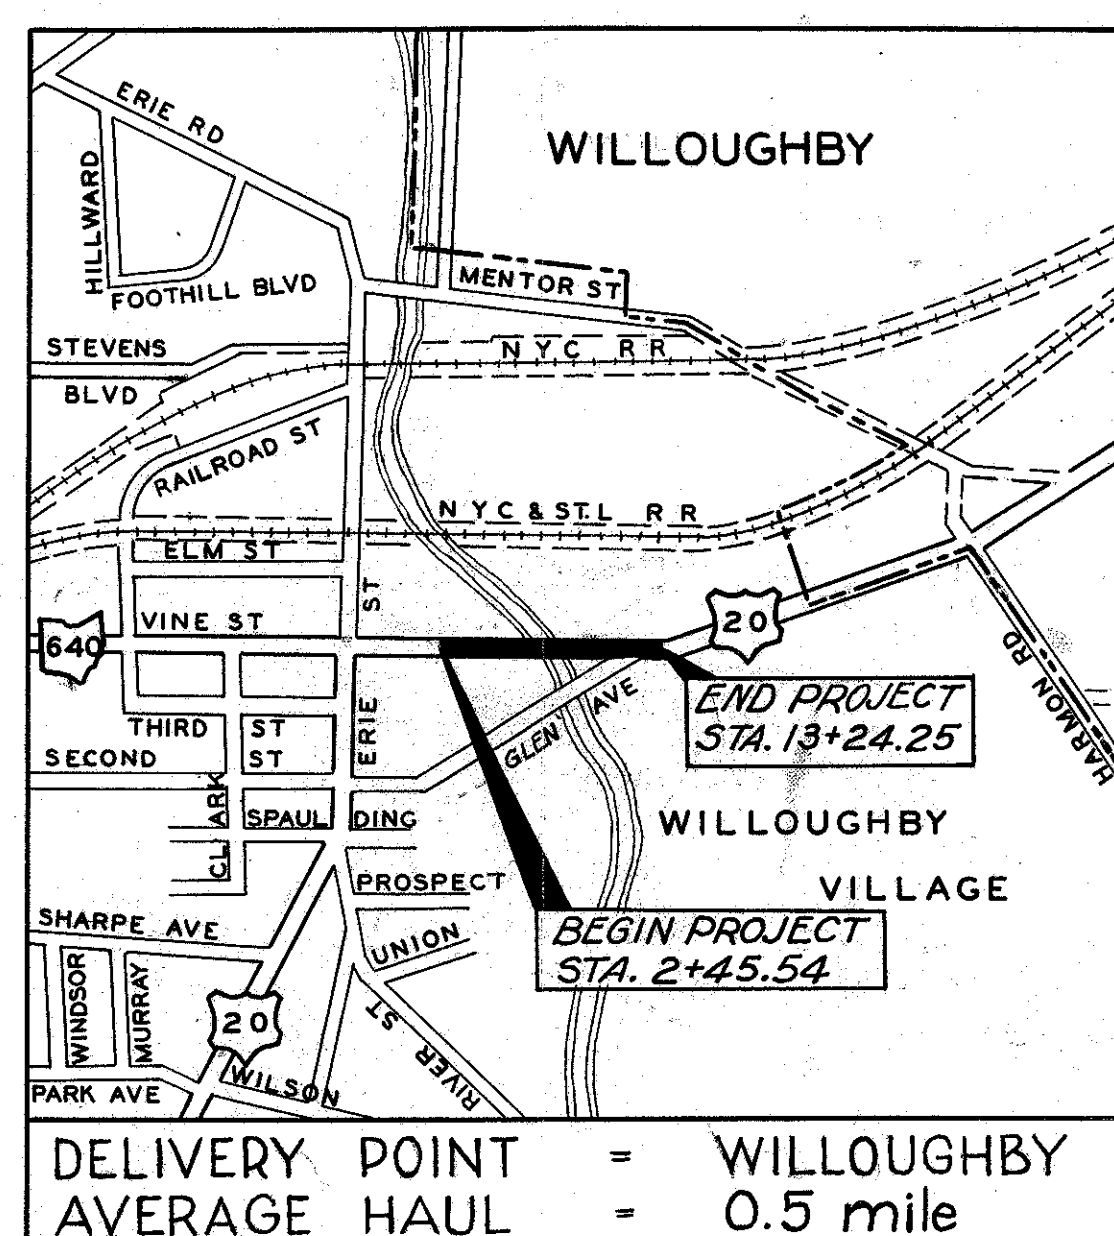 ERIE RD
WILLOUGHBY
HILLWARD
FOOTHILL BLVD
MENTOR ST
STEVENS
BLVD
N Y C R R
RAILROAD ST
N Y C & ST. L R R
ELM ST
VINE ST
ST
640
20
HARMON RD
END PROJECT
STA. 13+24.25
GLEN AVE
THIRD ST
SECOND ST
ERIE
CLARK
SPAULDING
WILLOUGHBY
VILLAGE
PROSPECT
SHARPE AVE
UNION
BEGIN PROJECT
STA. 2+45.54
WINDSOR
MURRAY
20
RIVER ST
PARK AVE
WILSON
DELIVERY POINT = WILLOUGHBY
AVERAGE HAUL = 0.5 mile